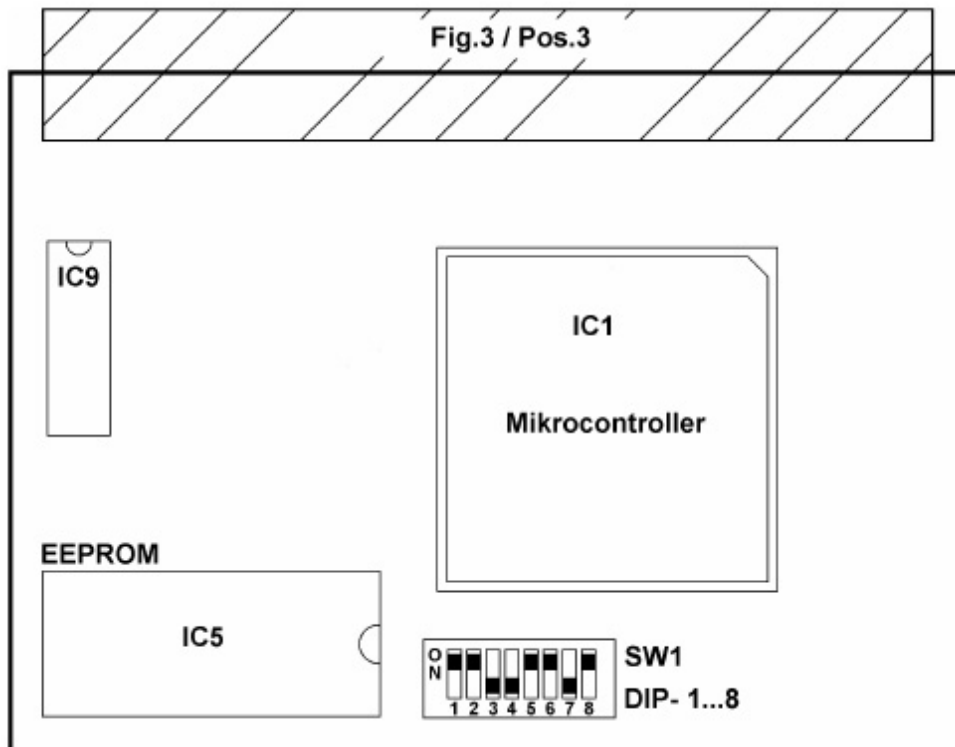 Fig.3 / Pos.3
IC9
IC1
Mikrocontroller
EEPROM
IC5
ON
SW1
1 2 3 4 5 6 7 8
DIP- 1...8